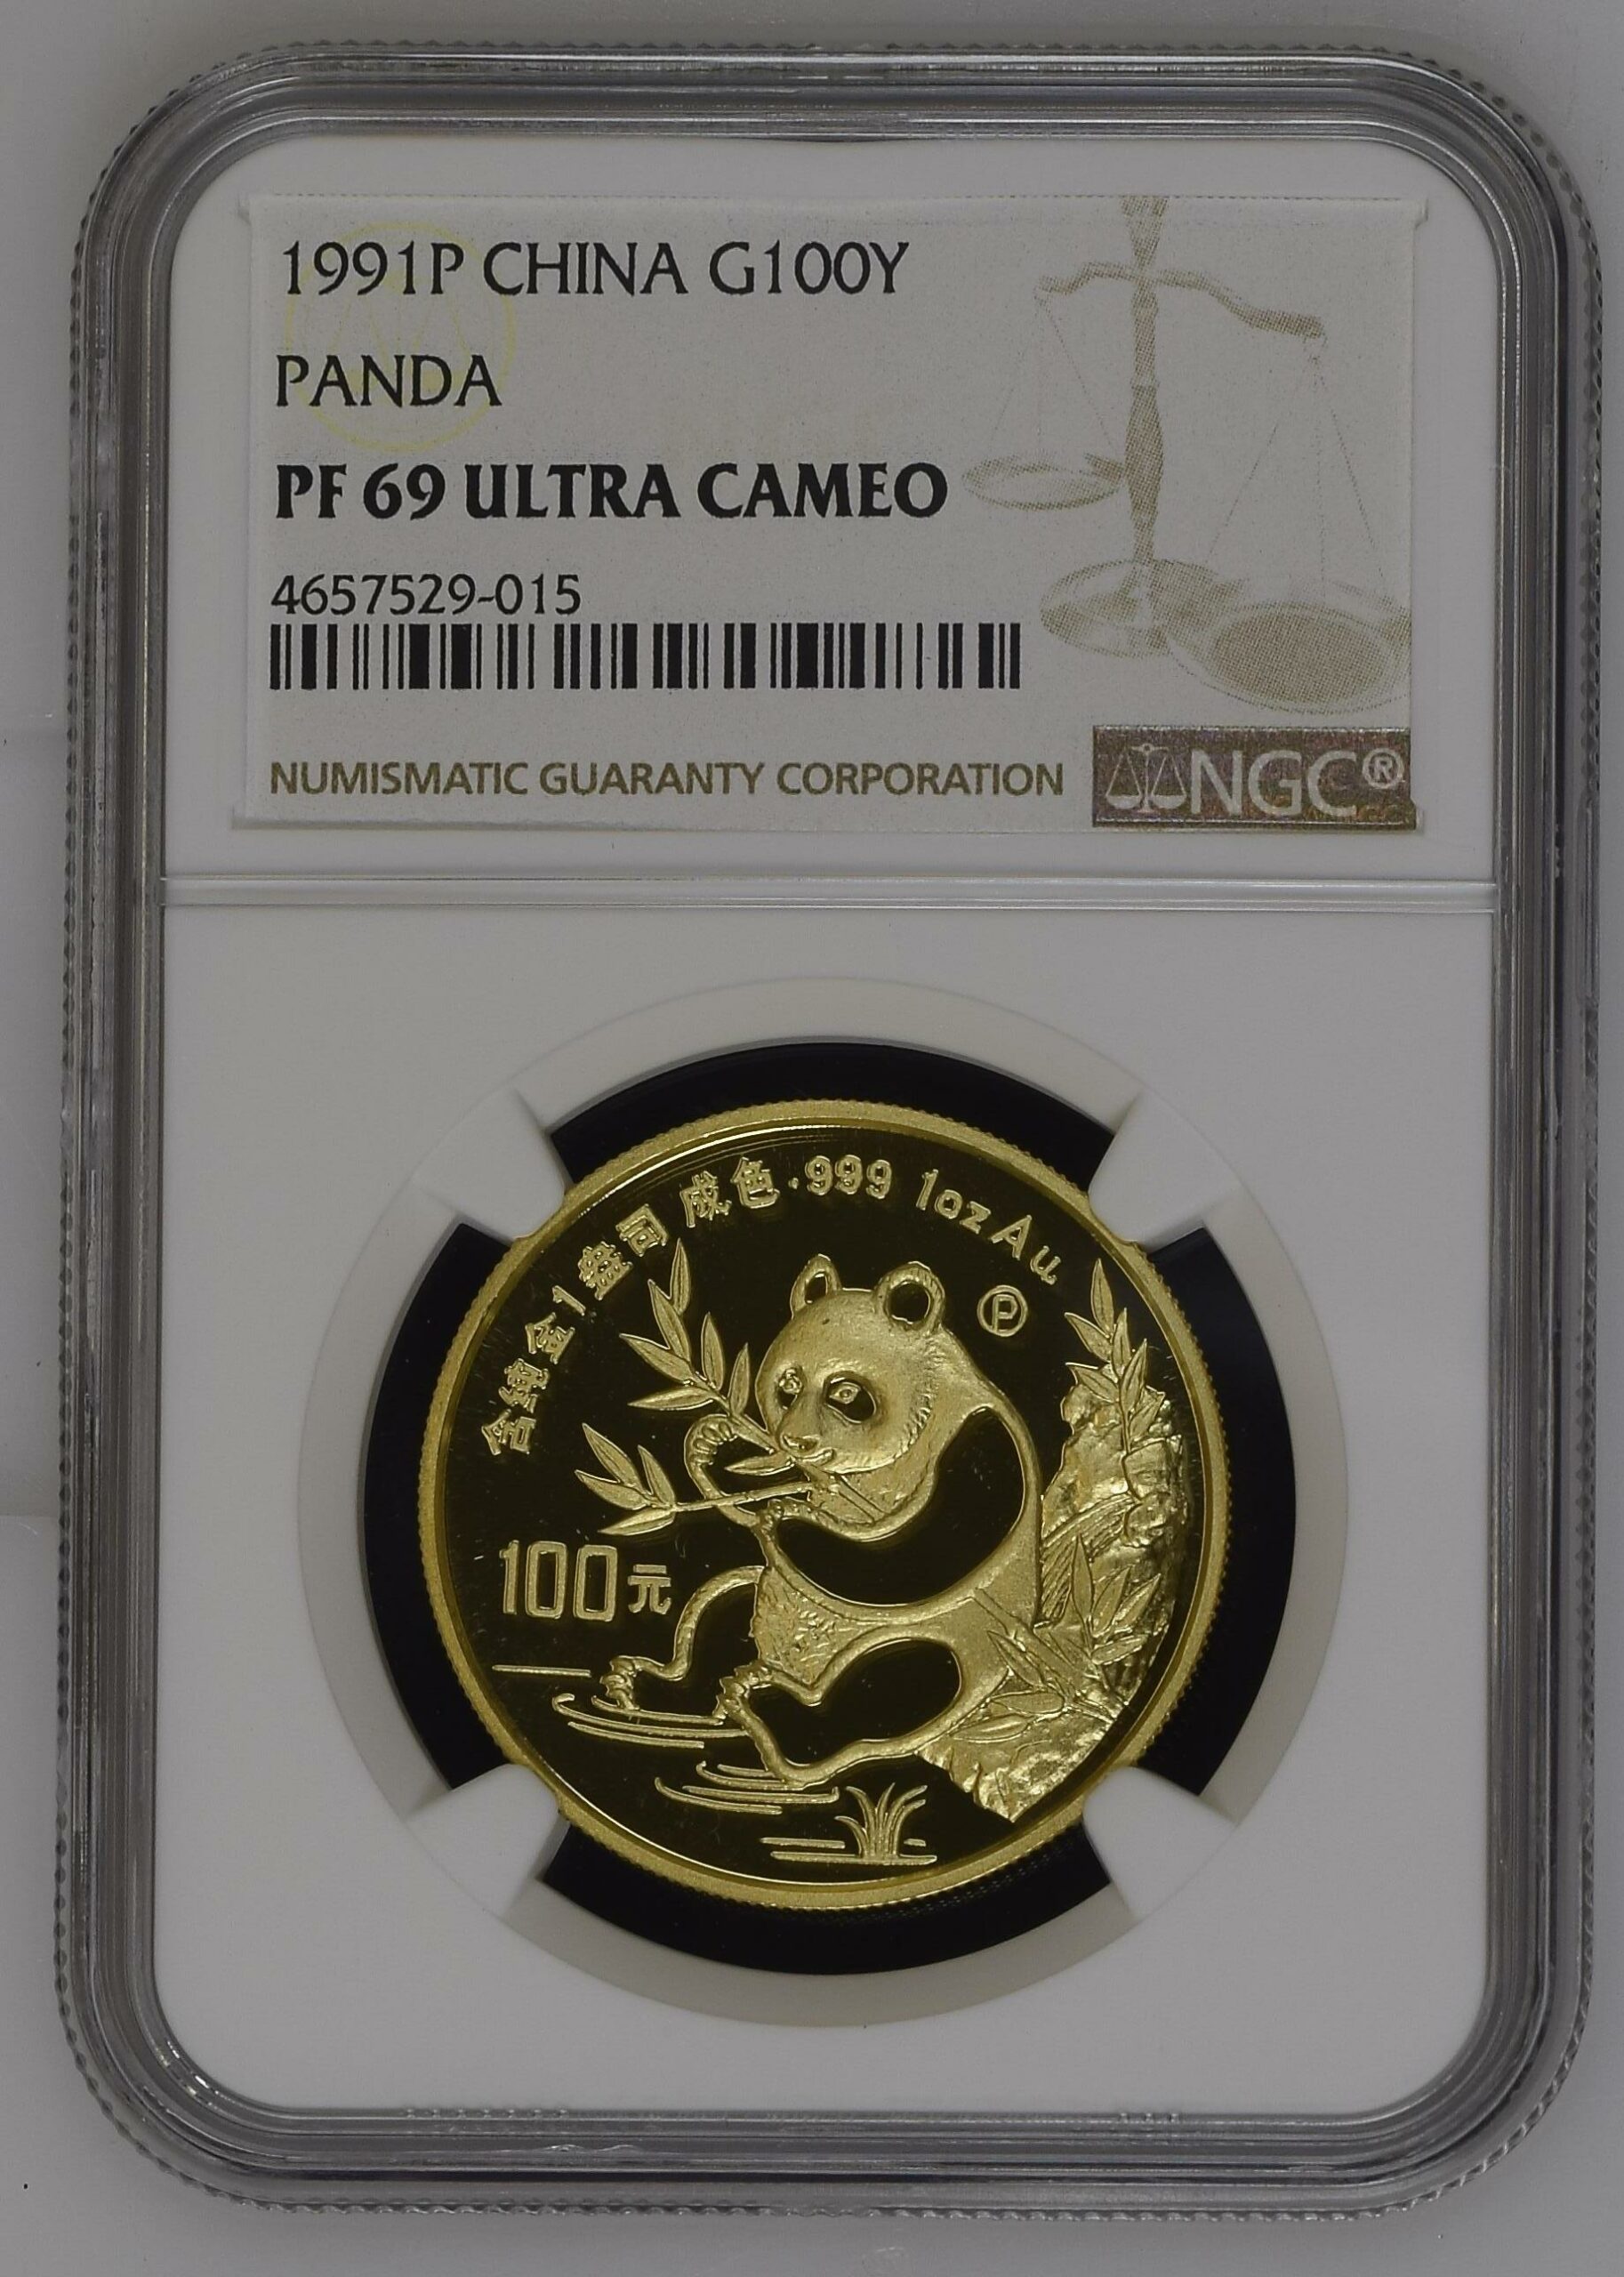 1991P CHINA G100Y
PANDA
PF 69 ULTRA CAMEO
4657529-015
NUMISMATIC GUARANTY CORPORATION
NGC®
含纯金1盎司 成色.999 1oz Au
P
100元